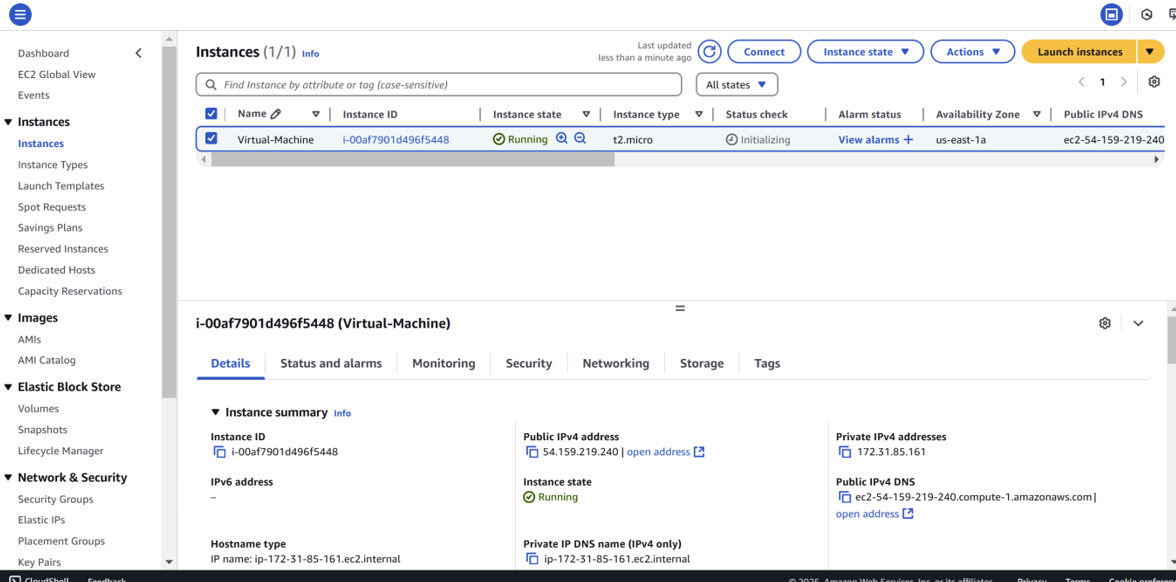 Instances (1/1) Info
Last updated
less than a minute ago
Connect
Instance state
Actions
Launch instances
Find Instance by attribute or tag (case-sensitive)
All states
1
Name
Instance ID
Instance state
Instance type
Status check
Alarm status
Availability Zone
Public IPv4 DNS
Virtual-Machine
i-00af7901d496f5448
Running
t2.micro
Initializing
View alarms +
us-east-1a
ec2-54-159-219-240
Dashboard
EC2 Global View
Events
Instances
Instances
Instance Types
Launch Templates
Spot Requests
Savings Plans
Reserved Instances
Dedicated Hosts
Capacity Reservations
Images
AMIs
AMI Catalog
Elastic Block Store
Volumes
Snapshots
Lifecycle Manager
Network & Security
Security Groups
Elastic IPs
Placement Groups
Key Pairs
i-00af7901d496f5448 (Virtual-Machine)
Details
Status and alarms
Monitoring
Security
Networking
Storage
Tags
Instance summary Info
Instance ID
i-00af7901d496f5448
Public IPv4 address
54.159.219.240 | open address
Private IPv4 addresses
172.31.85.161
IPv6 address
–
Instance state
Running
Public IPv4 DNS
ec2-54-159-219-240.compute-1.amazonaws.com |
open address
Hostname type
IP name: ip-172-31-85-161.ec2.internal
Private IP DNS name (IPv4 only)
ip-172-31-85-161.ec2.internal
CloudShell
Feedback
© 2025, Amazon Web Services, Inc. or its affiliates.
Privacy
Terms
Cookie